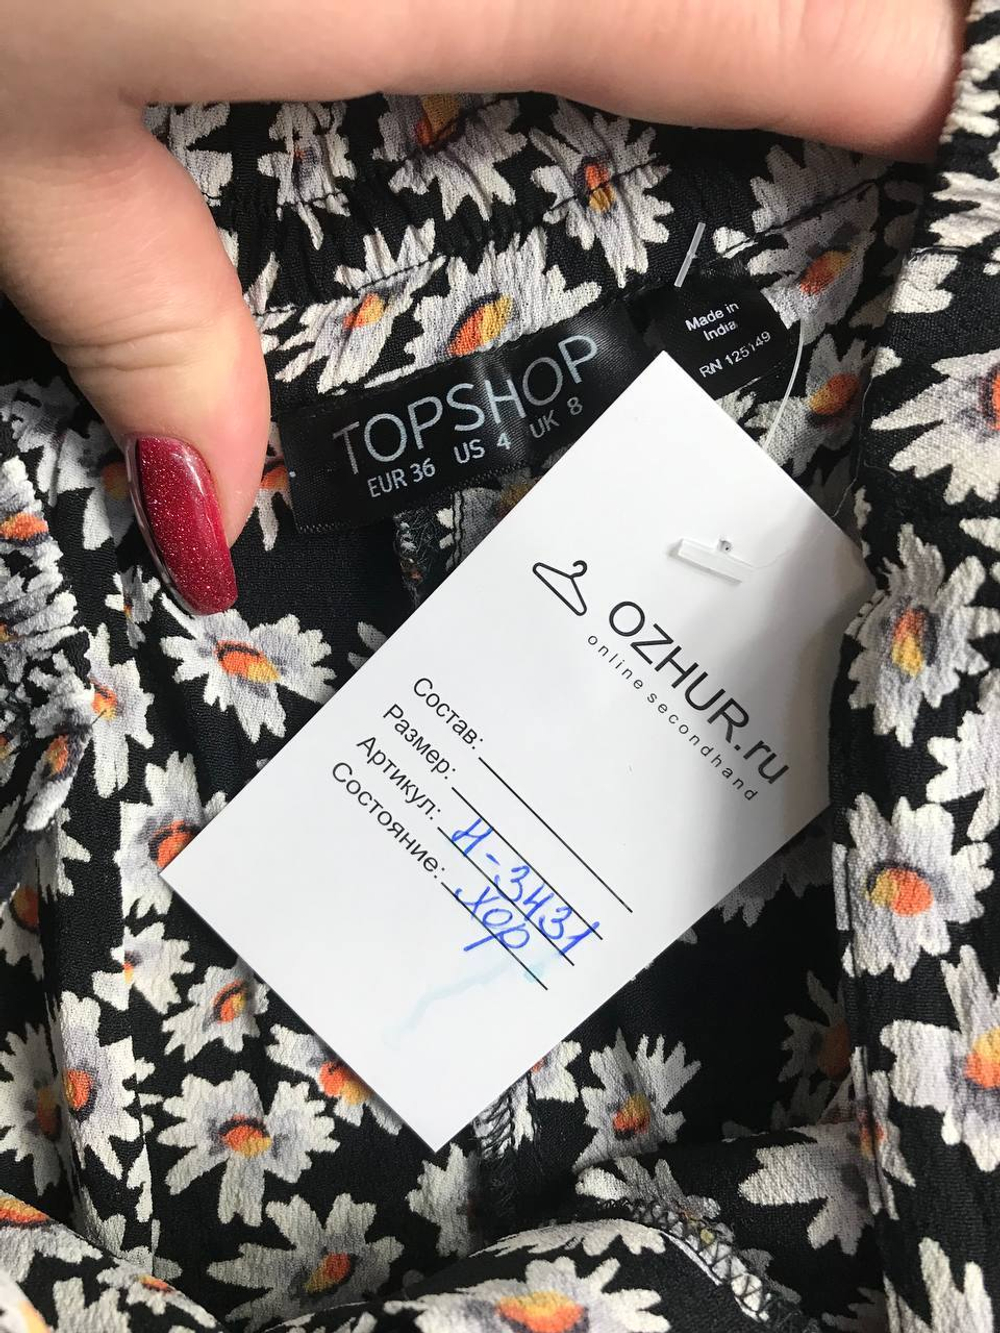 TOPSHOP
EUR 36 US 4 UK 8
Made in
India
RN 125149
OZHUR.ru
online secondhand
Состав:
Размер:
Артикул: Н-3431
Состояние: хор